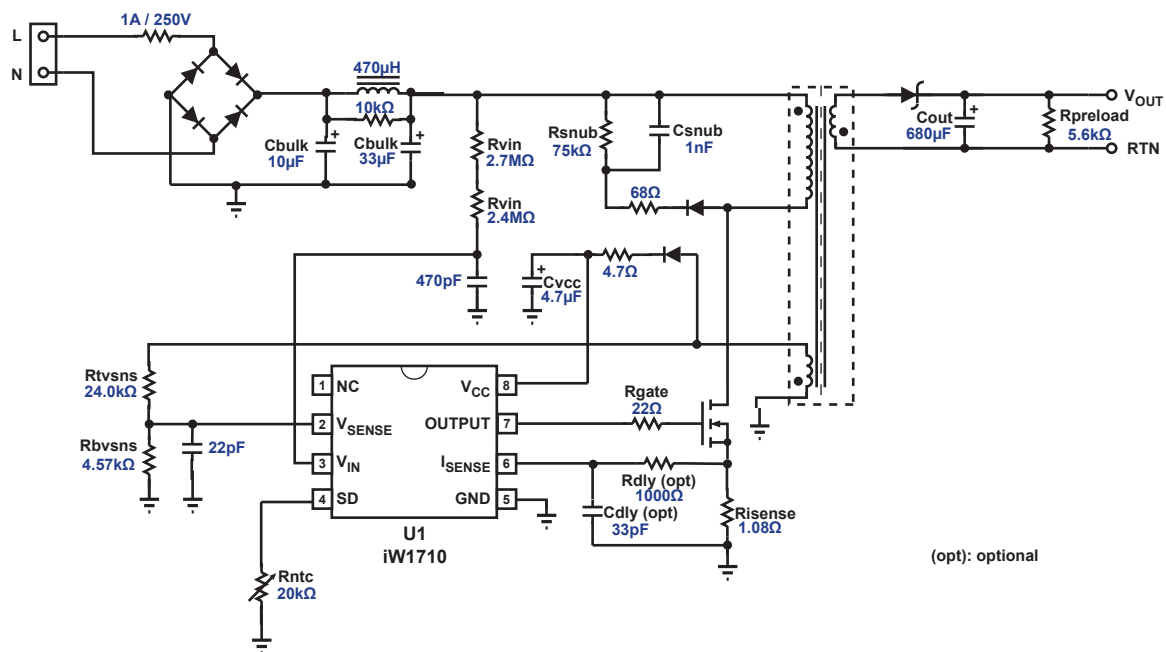 1A / 250V
L
N
470µH
10kΩ
Cbulk
10µF
Cbulk
33µF
Rvin
2.7MΩ
Rvin
2.4MΩ
470pF
Rsnub
75kΩ
Csnub
1nF
68Ω
4.7Ω
Cvcc
4.7µF
Cout
680µF
Rpreload
5.6kΩ
VOUT
RTN
Rtvsns
24.0kΩ
Rbvsns
4.57kΩ
22pF
1 NC
2 VSENSE
3 VIN
4 SD
VCC 8
OUTPUT 7
ISENSE 6
GND 5
U1
iW1710
Rgate
22Ω
Rdly (opt)
1000Ω
Cdly (opt)
33pF
Risense
1.08Ω
Rntc
20kΩ
(opt): optional